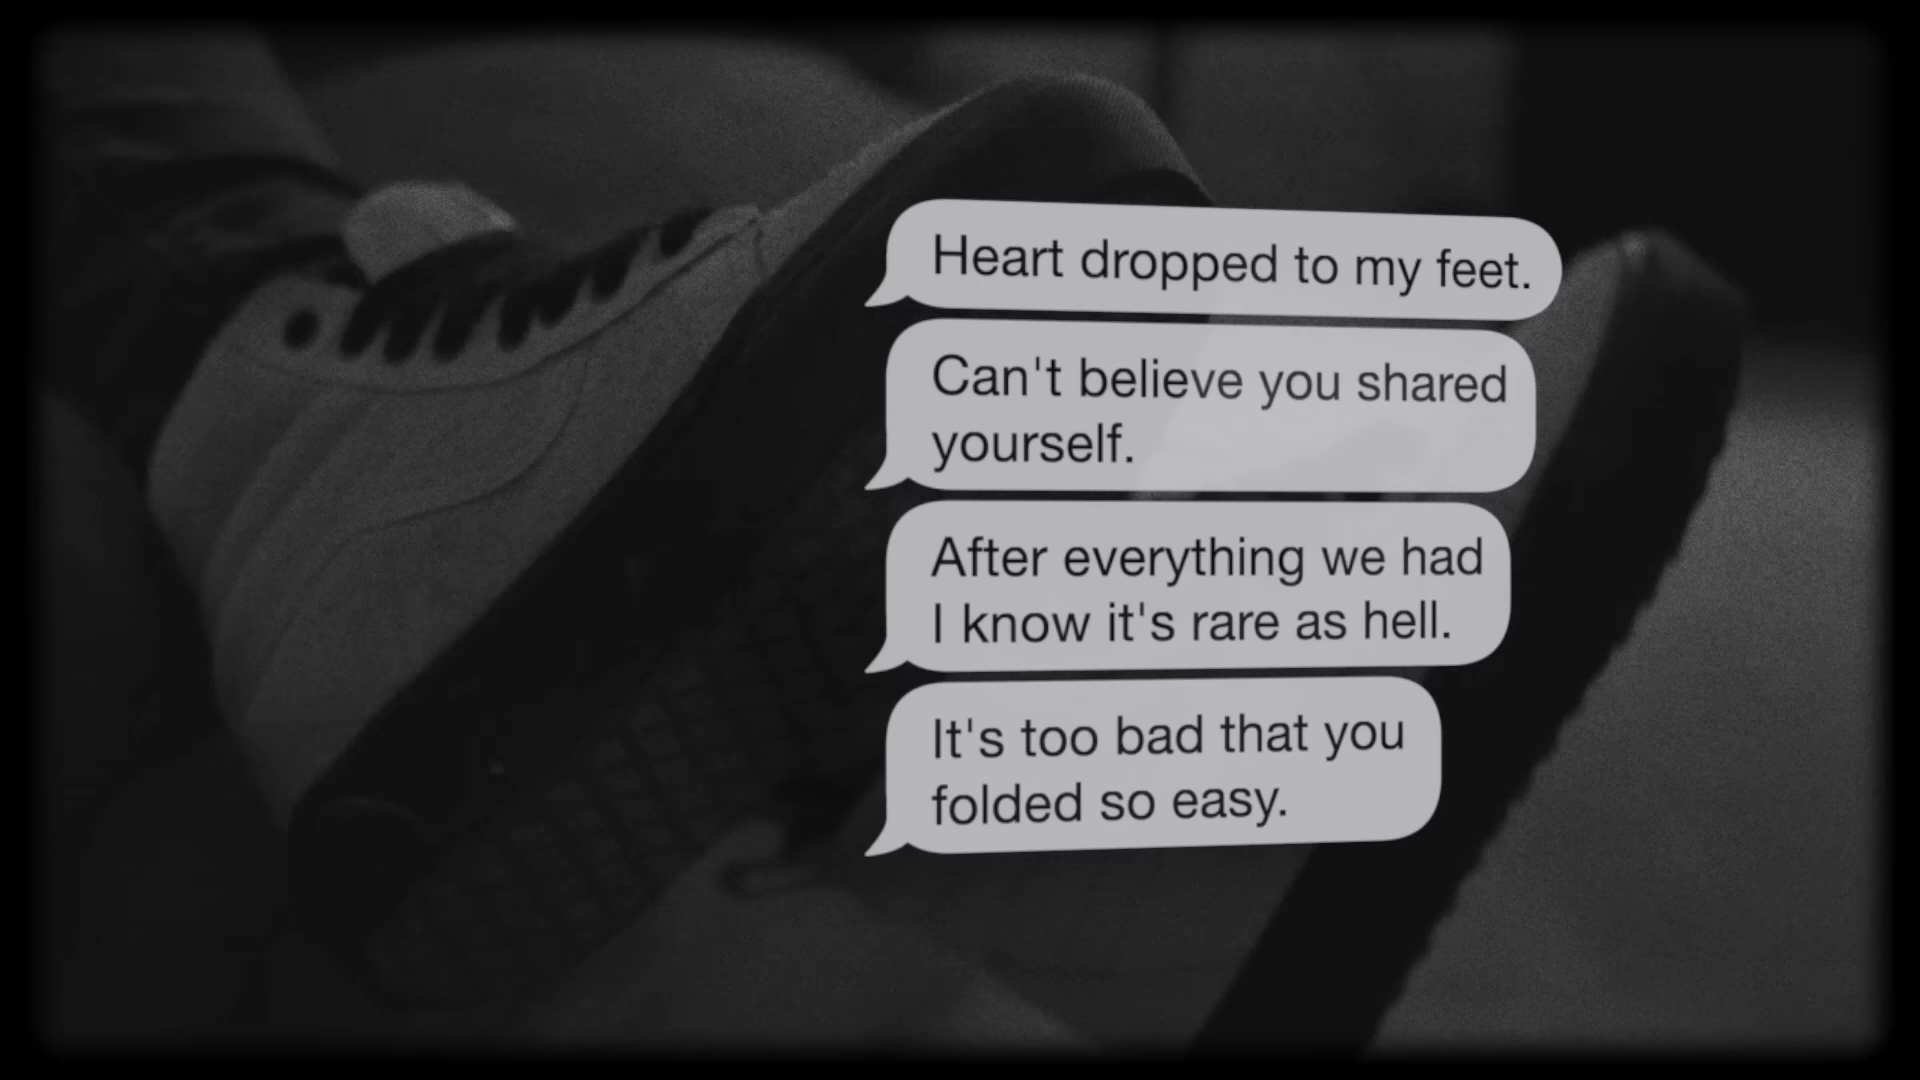 Heart dropped to my feet.
Can't believe you shared
yourself.
After everything we had
I know it's rare as hell.
It's too bad that you
folded so easy.